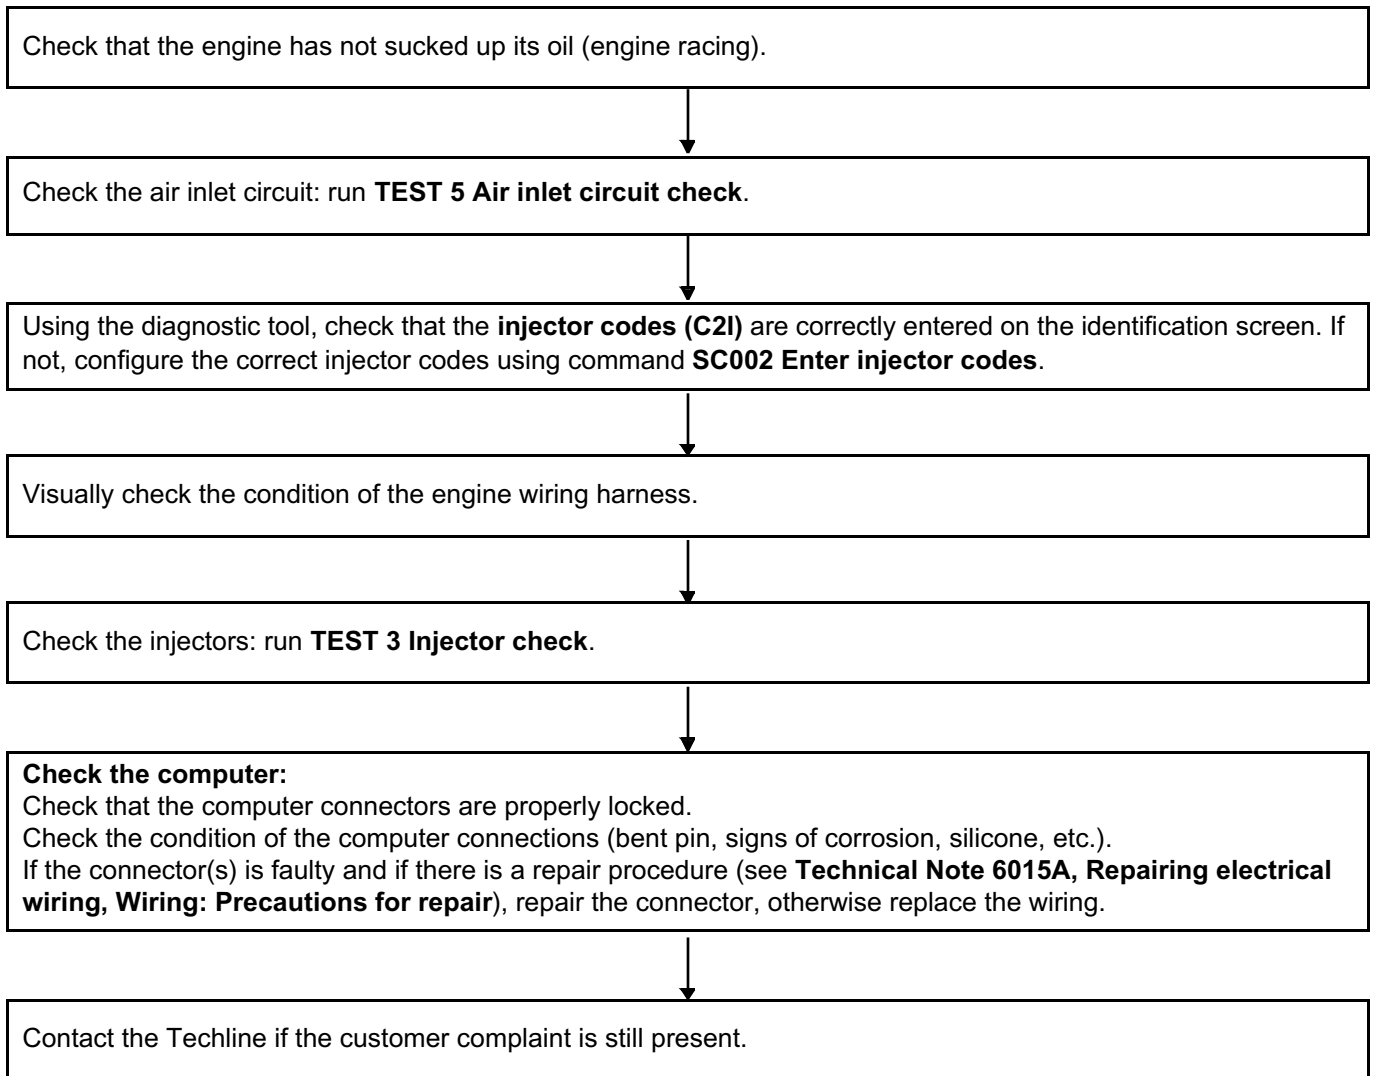 Check that the engine has not sucked up its oil (engine racing).
Check the air inlet circuit: run TEST 5 Air inlet circuit check.
Using the diagnostic tool, check that the injector codes (C2I) are correctly entered on the identification screen. If
not, configure the correct injector codes using command SC002 Enter injector codes.
Visually check the condition of the engine wiring harness.
Check the injectors: run TEST 3 Injector check.
Check the computer:
Check that the computer connectors are properly locked.
Check the condition of the computer connections (bent pin, signs of corrosion, silicone, etc.).
If the connector(s) is faulty and if there is a repair procedure (see Technical Note 6015A, Repairing electrical
wiring, Wiring: Precautions for repair), repair the connector, otherwise replace the wiring.
Contact the Techline if the customer complaint is still present.